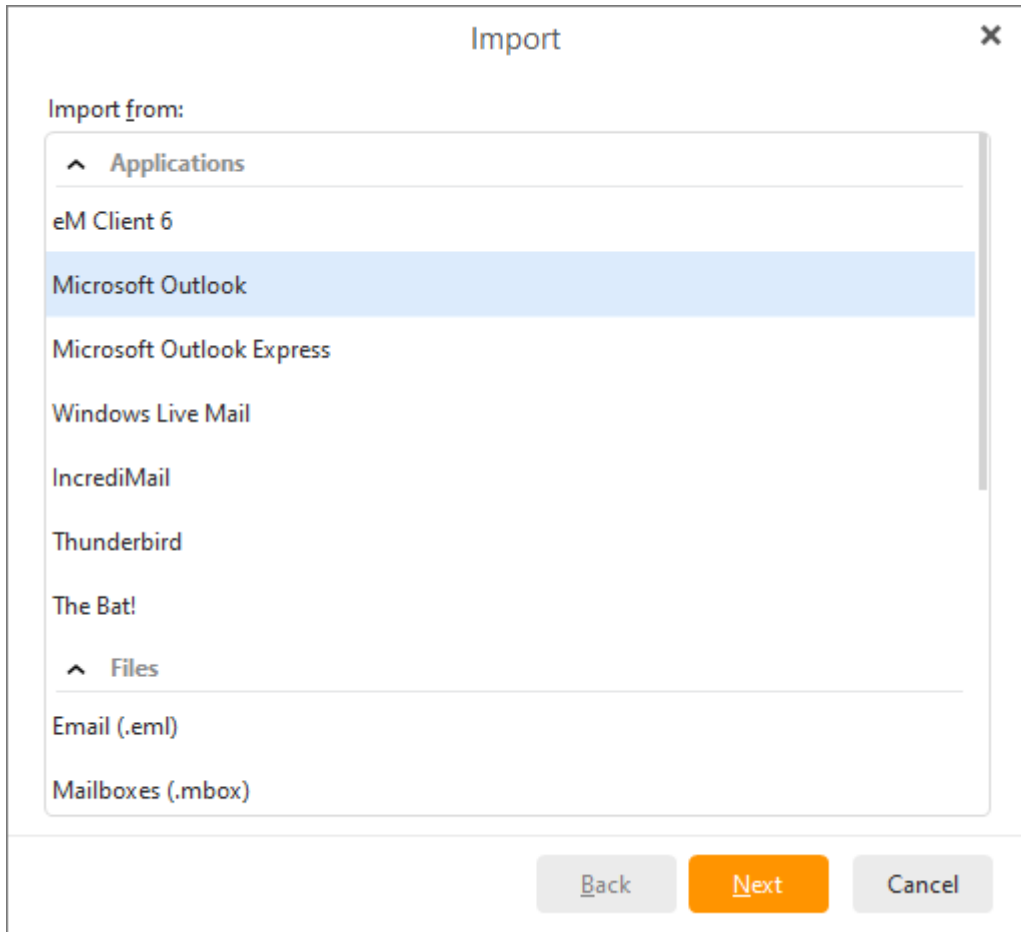 Import
Import from:
Applications
eM Client 6
Microsoft Outlook
Microsoft Outlook Express
Windows Live Mail
IncrediMail
Thunderbird
The Bat!
Files
Email (.eml)
Mailboxes (.mbox)
Back Next Cancel